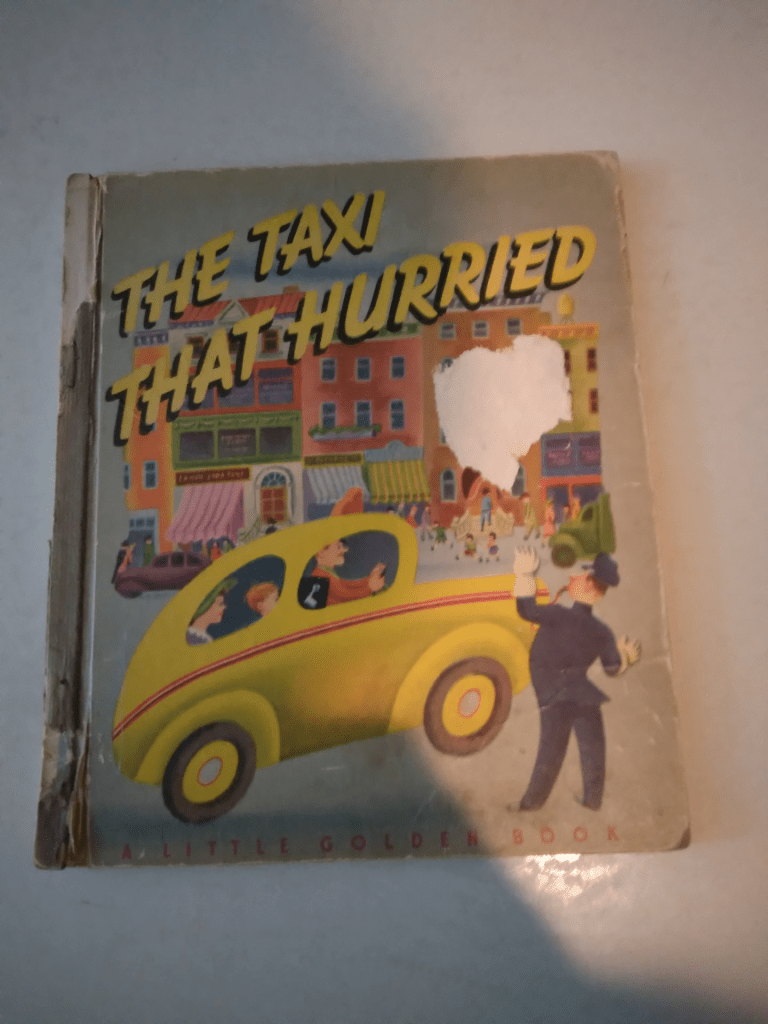 THE TAXI
THAT HURRIED
A LITTLE GOLDEN BOOK